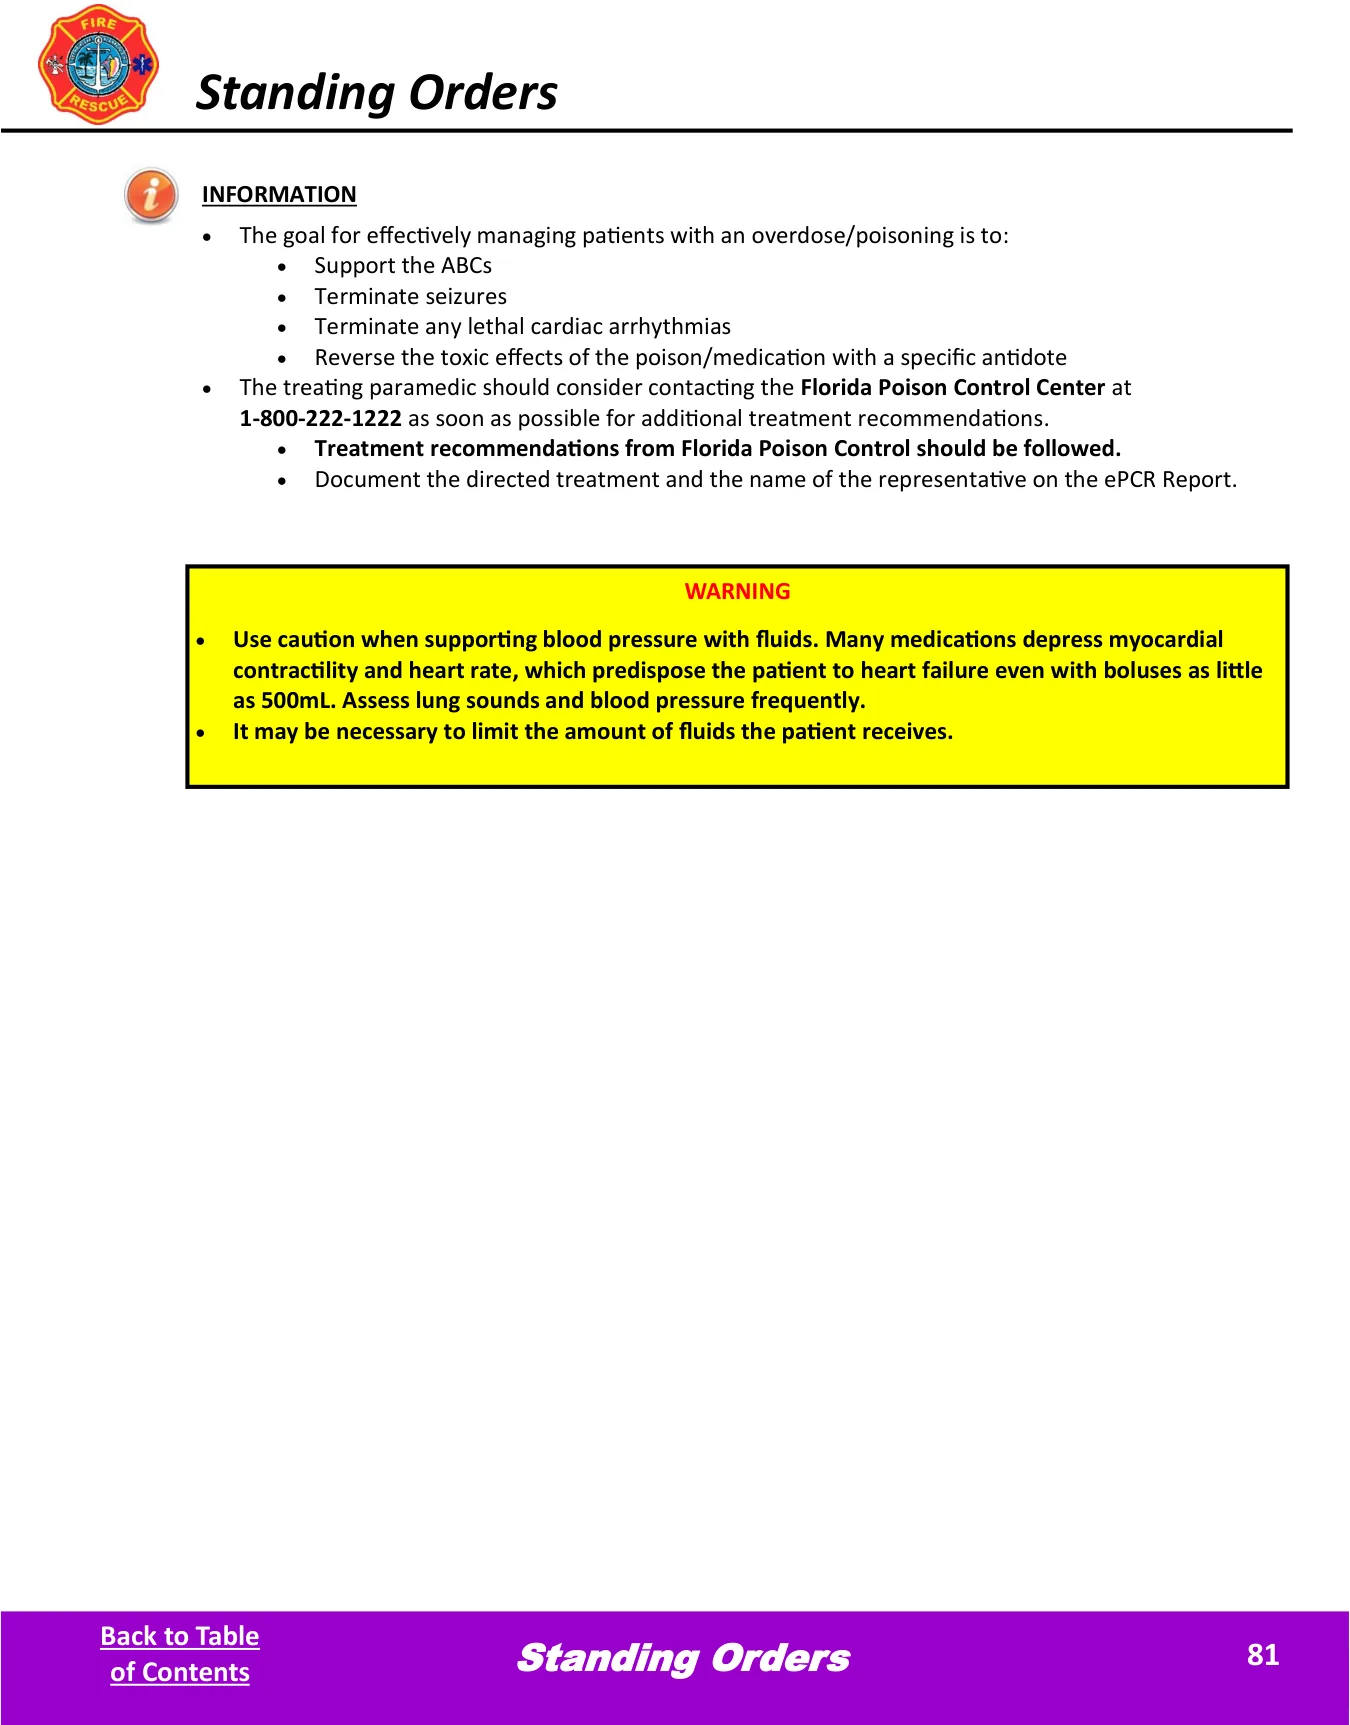 FIRE
RESCUE
Standing Orders
INFORMATION
• The goal for effectively managing patients with an overdose/poisoning is to:
• Support the ABCs
• Terminate seizures
• Terminate any lethal cardiac arrhythmias
• Reverse the toxic effects of the poison/medication with a specific antidote
• The treating paramedic should consider contacting the Florida Poison Control Center at
1-800-222-1222 as soon as possible for additional treatment recommendations.
• Treatment recommendations from Florida Poison Control should be followed.
• Document the directed treatment and the name of the representative on the ePCR Report.
WARNING
• Use caution when supporting blood pressure with fluids. Many medications depress myocardial
contractility and heart rate, which predispose the patient to heart failure even with boluses as little
as 500mL. Assess lung sounds and blood pressure frequently.
• It may be necessary to limit the amount of fluids the patient receives.
Back to Table
of Contents
Standing Orders
81